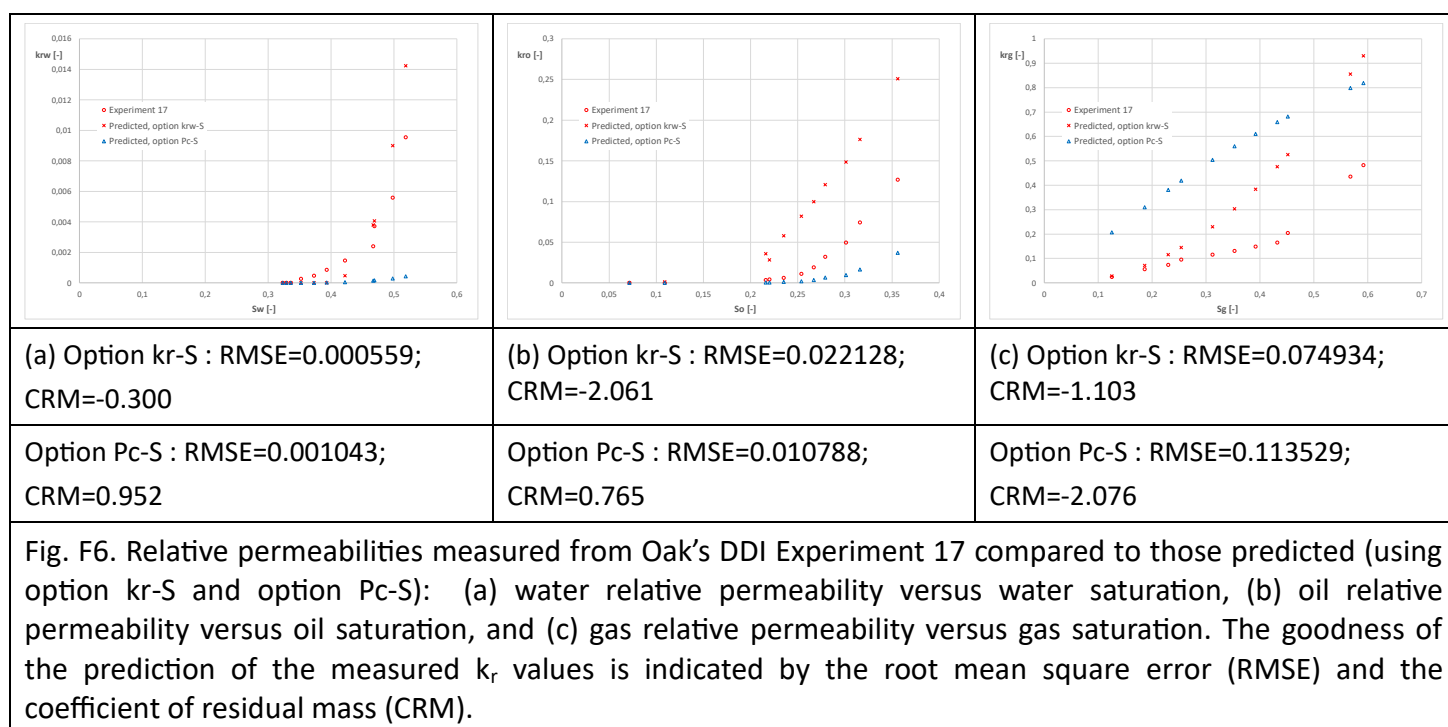 krw [-]
0,016
0,014
0,012
0,01
0,008
0,006
0,004
0,002
0
Experiment 17
Predicted, option krw-S
Predicted, option Pc-S
0 0,1 0,2 0,3 0,4 0,5 0,6
Sw [-]
kro [-]
0,3
0,25
0,2
0,15
0,1
0,05
0
Experiment 17
Predicted, option krw-S
Predicted, option Pc-S
0 0,05 0,1 0,15 0,2 0,25 0,3 0,35 0,4
So [-]
krg [-]
1
0,9
0,8
0,7
0,6
0,5
0,4
0,3
0,2
0,1
0
Experiment 17
Predicted, option krw-S
Predicted, option Pc-S
0 0,1 0,2 0,3 0,4 0,5 0,6 0,7
Sg [-]
(a) Option kr-S : RMSE=0.000559;
CRM=-0.300
(b) Option kr-S : RMSE=0.022128;
CRM=-2.061
(c) Option kr-S : RMSE=0.074934;
CRM=-1.103
Option Pc-S : RMSE=0.001043;
CRM=0.952
Option Pc-S : RMSE=0.010788;
CRM=0.765
Option Pc-S : RMSE=0.113529;
CRM=-2.076
Fig. F6. Relative permeabilities measured from Oak's DDI Experiment 17 compared to those predicted (using
option kr-S and option Pc-S): (a) water relative permeability versus water saturation, (b) oil relative
permeability versus oil saturation, and (c) gas relative permeability versus gas saturation. The goodness of
the prediction of the measured kr values is indicated by the root mean square error (RMSE) and the
coefficient of residual mass (CRM).